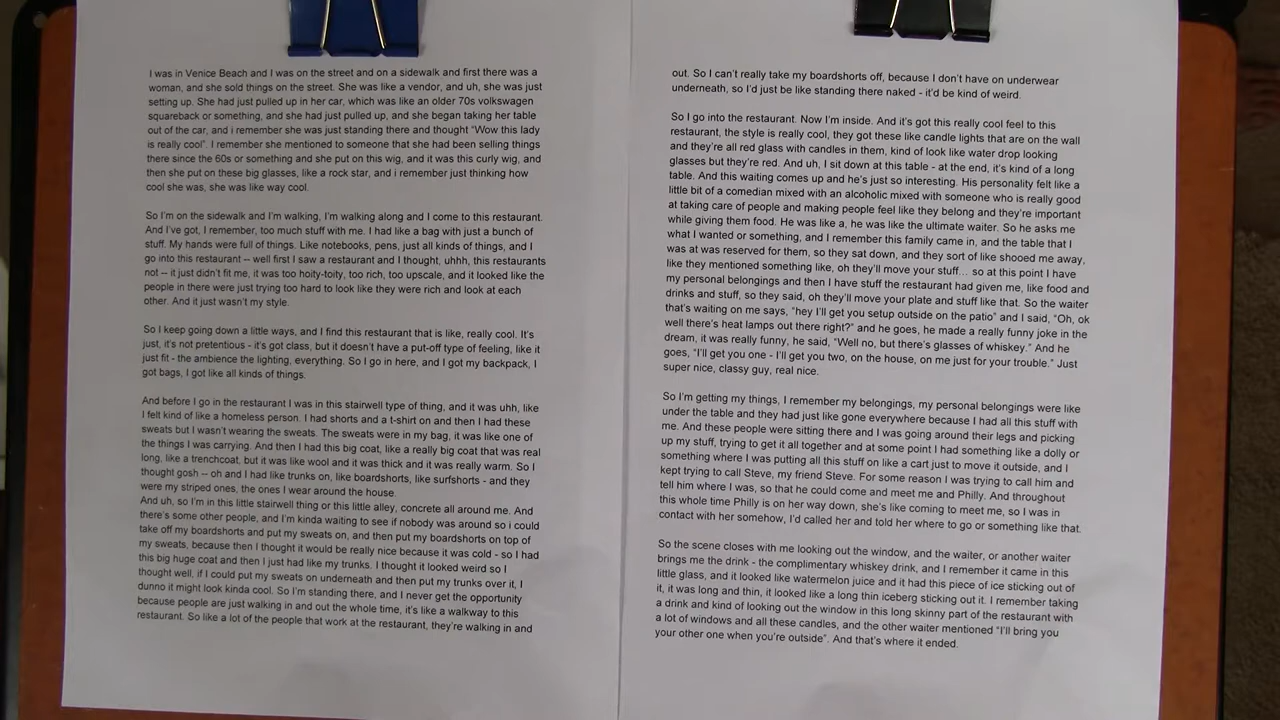 I was in Venice Beach and I was on the street and on a sidewalk and first there was a
woman, and she sold things on the street. She was like a vendor, and uh, she was just
setting up. She had just pulled up in her car, which was like an older 70s volkswagen
squareback or something, and she had just pulled up, and she began taking her table
out of the car, and i remember she was just standing there and thought "Wow this lady
is really cool". I remember she mentioned to someone that she had been selling things
there since the 60s or something and she put on this wig, and it was this curly wig, and
then she put on these big glasses, like a rock star, and i remember just thinking how
cool she was, she was like way cool.
So I'm on the sidewalk and I'm walking, I'm walking along and I come to this restaurant.
And I've got, I remember, too much stuff with me. I had like a bag with just a bunch of
stuff. My hands were full of things. Like notebooks, pens, just all kinds of things, and I
go into this restaurant -- well first I saw a restaurant and I thought, uhhh, this restaurants
not -- it just didn't fit me, it was too hoity-toity, too rich, too upscale, and it looked like the
people in there were just trying too hard to look like they were rich and look at each
other. And it just wasn't my style.
So I keep going down a little ways, and I find this restaurant that is like, really cool. It's
just, it's not pretentious - it's got class, but it doesn't have a put-off type of feeling, like it
just fit - the ambience the lighting, everything. So I go in here, and I got my backpack, I
got bags, I got like all kinds of things.
And before I go in the restaurant I was in this stairwell type of thing, and it was uhh, like
I felt kind of like a homeless person. I had shorts and a t-shirt on and then I had these
sweats but I wasn't wearing the sweats. The sweats were in my bag, it was like one of
the things I was carrying. And then I had this big coat, like a really big coat that was real
long, like a trenchcoat, but it was like wool and it was thick and it was really warm. So I
thought gosh -- oh and I had like trunks on, like boardshorts, like surfshorts - and they
were my striped ones, the ones I wear around the house.
And uh, so I'm in this little stairwell thing or this little alley, concrete all around me. And
there's some other people, and I'm kinda waiting to see if nobody was around so i could
take off my boardshorts and put my sweats on, and then put my boardshorts on top of
my sweats, because then I thought it would be really nice because it was cold - so I had
this big huge coat and then I just had like my trunks. I thought it looked weird so I
thought well, if I could put my sweats on underneath and then put my trunks over it, I
dunno it might look kinda cool. So I'm standing there, and I never get the opportunity
because people are just walking in and out the whole time, it's like a walkway to this
restaurant. So like a lot of the people that work at the restaurant, they're walking in and
out. So I can't really take my boardshorts off, because I don't have on underwear
underneath, so I'd just be like standing there naked - it'd be kind of weird.
So I go into the restaurant. Now I'm inside. And it's got this really cool feel to this
restaurant, the style is really cool, they got these like candle lights that are on the wall
and they're all red glass with candles in them, kind of look like water drop looking
glasses but they're red. And uh, I sit down at this table - at the end, it's kind of a long
table. And this waiting comes up and he's just so interesting. His personality felt like a
little bit of a comedian mixed with an alcoholic mixed with someone who is really good
at taking care of people and making people feel like they belong and they're important
while giving them food. He was like a, he was like the ultimate waiter. So he asks me
what I wanted or something, and I remember this family came in, and the table that I
was at was reserved for them, so they sat down, and they sort of like shooed me away,
like they mentioned something like, oh they'll move your stuff... so at this point I have
my personal belongings and then I have stuff the restaurant had given me, like food and
drinks and stuff, so they said, oh they'll move your plate and stuff like that. So the waiter
that's waiting on me says, "hey I'll get you setup outside on the patio" and I said, "Oh, ok
well there's heat lamps out there right?" and he goes, he made a really funny joke in the
dream, it was really funny, he said, "Well no, but there's glasses of whiskey." And he
goes, "I'll get you one - I'll get you two, on the house, on me just for your trouble." Just
super nice, classy guy, real nice.
So I'm getting my things, I remember my belongings, my personal belongings were like
under the table and they had just like gone everywhere because I had all this stuff with
me. And these people were sitting there and I was going around their legs and picking
up my stuff, trying to get it all together and at some point I had something like a dolly or
something where I was putting all this stuff on like a cart just to move it outside, and I
kept trying to call Steve, my friend Steve. For some reason I was trying to call him and
tell him where I was, so that he could come and meet me and Philly. And throughout
this whole time Philly is on her way down, she's like coming to meet me, so I was in
contact with her somehow, I'd called her and told her where to go or something like that.
So the scene closes with me looking out the window, and the waiter, or another waiter
brings me the drink - the complimentary whiskey drink, and I remember it came in this
little glass, and it looked like watermelon juice and it had this piece of ice sticking out of
it, it was long and thin, it looked like a long thin iceberg sticking out it. I remember taking
a drink and kind of looking out the window in this long skinny part of the restaurant with
a lot of windows and all these candles, and the other waiter mentioned "I'll bring you
your other one when you're outside". And that's where it ended.